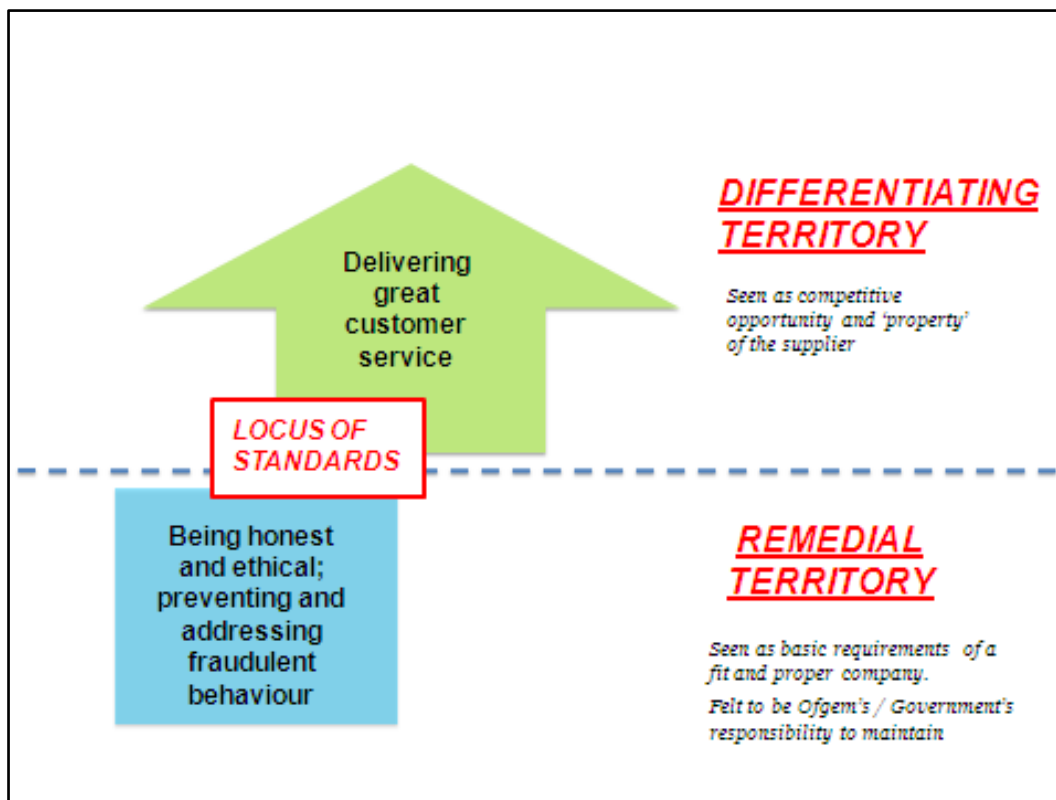 Delivering
great
customer
service
DIFFERENTIATING
TERRITORY
Seen as competitive
opportunity and ‘property’
of the supplier
LOCUS OF
STANDARDS
Being honest
and ethical;
preventing and
addressing
fraudulent
behaviour
REMEDIAL
TERRITORY
Seen as basic requirements of a
fit and proper company.
Felt to be Ofgem’s / Government’s
responsibility to maintain